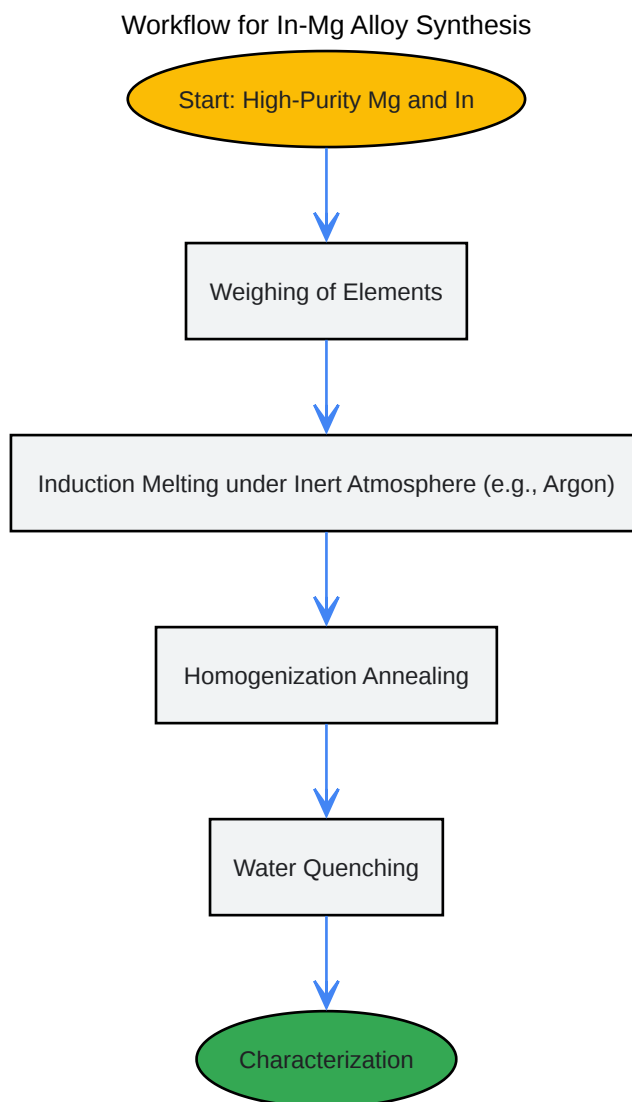 Workflow for In-Mg Alloy Synthesis
Start: High-Purity Mg and In
Weighing of Elements
Induction Melting under Inert Atmosphere (e.g., Argon)
Homogenization Annealing
Water Quenching
Characterization